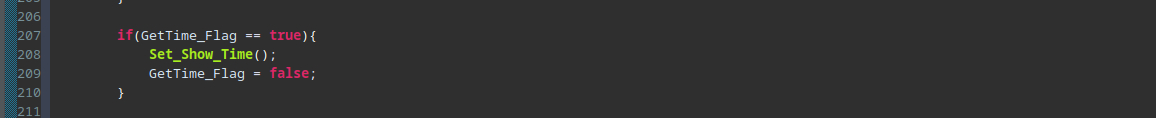 206
207 if(GetTime_Flag == true){
208 Set_Show_Time();
209 GetTime_Flag = false;
210 }
211